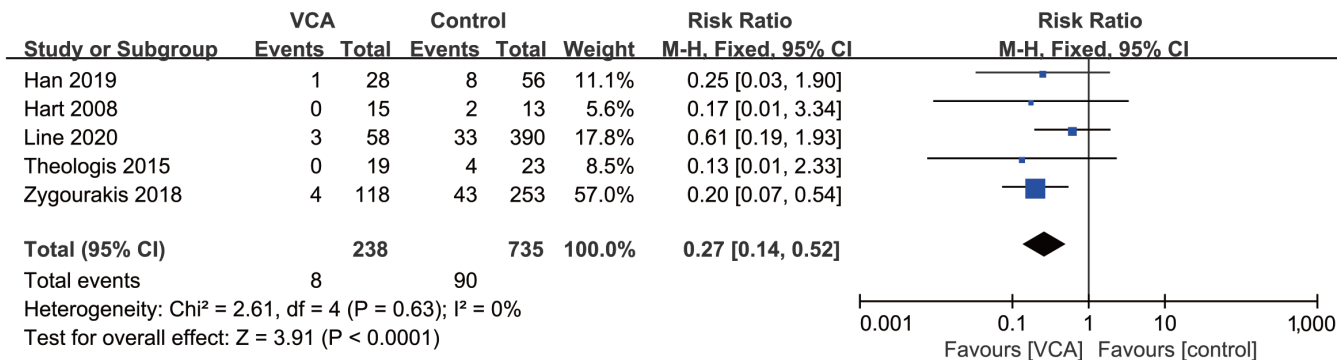 VCA Control Risk Ratio Risk Ratio
Study or Subgroup Events Total Events Total Weight M-H, Fixed, 95% CI M-H, Fixed, 95% CI
Han 2019 1 28 8 56 11.1% 0.25 [0.03, 1.90]
Hart 2008 0 15 2 13 5.6% 0.17 [0.01, 3.34]
Line 2020 3 58 33 390 17.8% 0.61 [0.19, 1.93]
Theologis 2015 0 19 4 23 8.5% 0.13 [0.01, 2.33]
Zygourakis 2018 4 118 43 253 57.0% 0.20 [0.07, 0.54]
Total (95% CI) 238 735 100.0% 0.27 [0.14, 0.52]
Total events 8 90
Heterogeneity: Chi² = 2.61, df = 4 (P = 0.63); I² = 0%
Test for overall effect: Z = 3.91 (P < 0.0001)
0.001 0.1 1 10 1,000
Favours [VCA] Favours [control]